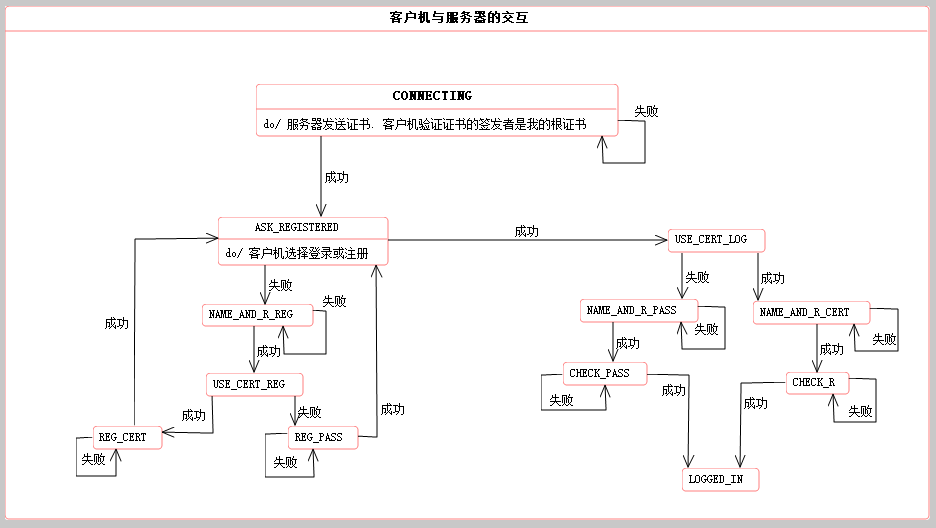 客户机与服务器的交互
CONNECTING
do/ 服务器发送证书. 客户机验证证书的签发者是我的根证书
失败
成功
ASK_REGISTERED
do/ 客户机选择登录或注册
成功
USE_CERT_LOG
失败
成功
失败
成功
NAME_AND_R_REG
失败
NAME_AND_R_PASS
失败
NAME_AND_R_CERT
失败
成功
成功
成功
成功
USE_CERT_REG
CHECK_PASS
失败
CHECK_R
失败
成功
失败
成功
成功
成功
REG_CERT
失败
REG_PASS
失败
LOGGED_IN